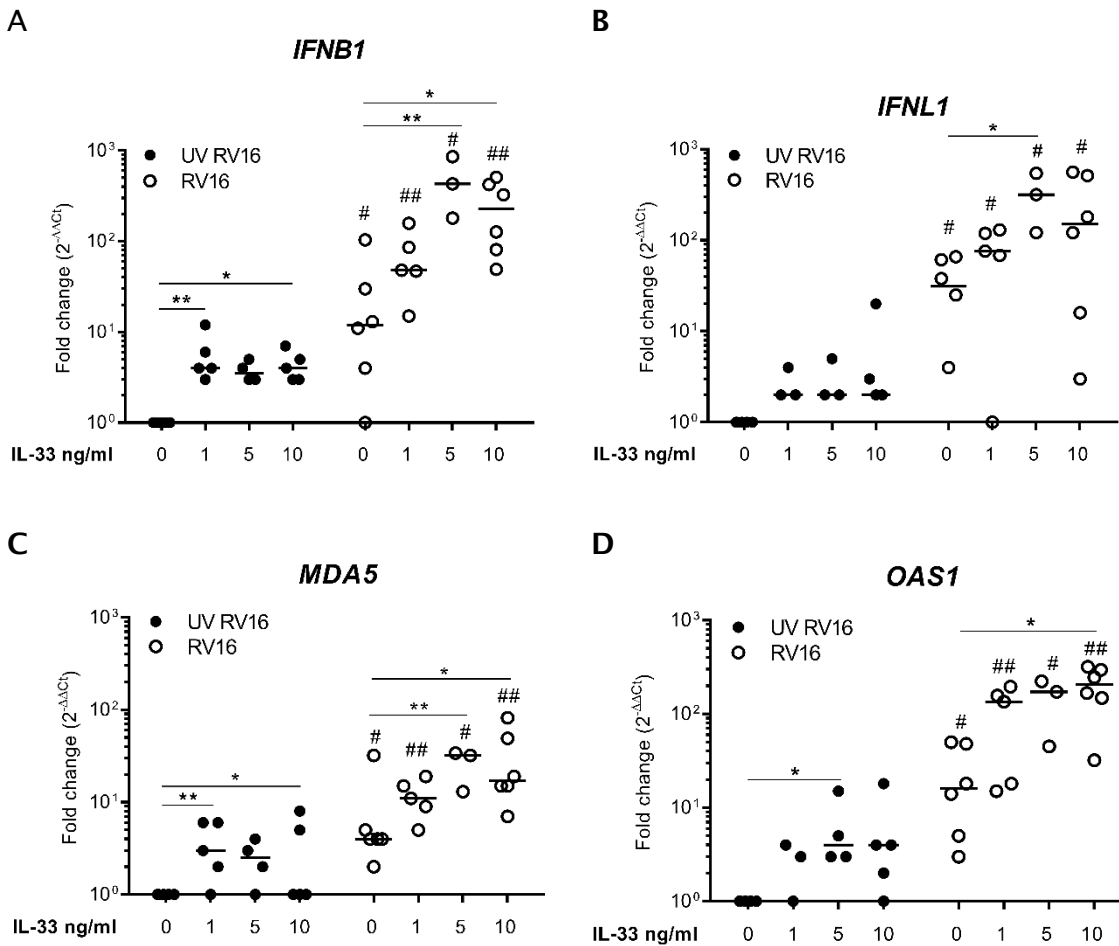 A
IFNB1
*
**
#
##
10³
UV RV16
RV16
##
#
10²
*
**
10¹
10⁰
Fold change (2-ΔΔCt)
IL-33 ng/ml 0 1 5 10 0 1 5 10
B
IFNL1
*
#
#
10³
UV RV16
RV16
#
#
10²
10¹
10⁰
Fold change (2-ΔΔCt)
IL-33 ng/ml 0 1 5 10 0 1 5 10
C
MDA5
10³
UV RV16
RV16
*
##
**
10²
#
##
#
*
**
10¹
10⁰
Fold change (2-ΔΔCt)
IL-33 ng/ml 0 1 5 10 0 1 5 10
D
OAS1
10³
UV RV16
RV16
*
##
#
##
10²
#
*
10¹
10⁰
Fold change (2-ΔΔCt)
IL-33 ng/ml 0 1 5 10 0 1 5 10